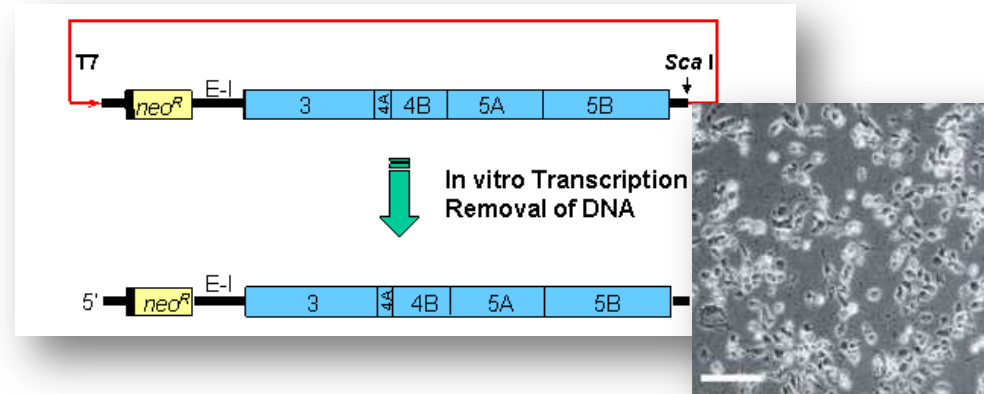 T7
Sca I
E-I
neoR
3
4A
4B
5A
5B
In vitro Transcription
Removal of DNA
E-I
5'
neoR
3
4A
4B
5A
5B